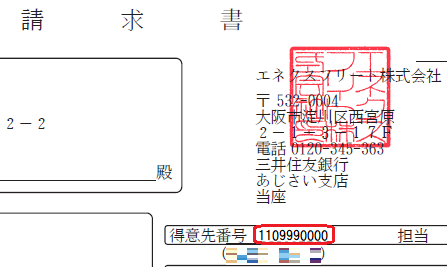 請求書
エネクスフリート株式会社
〒 532-0004
２－２
大阪市淀川区西宮原
２－１－３－１７Ｆ
電話 0120-345-363
三井住友銀行
あじさい支店
殿
当座
得意先番号 1109990000 担当